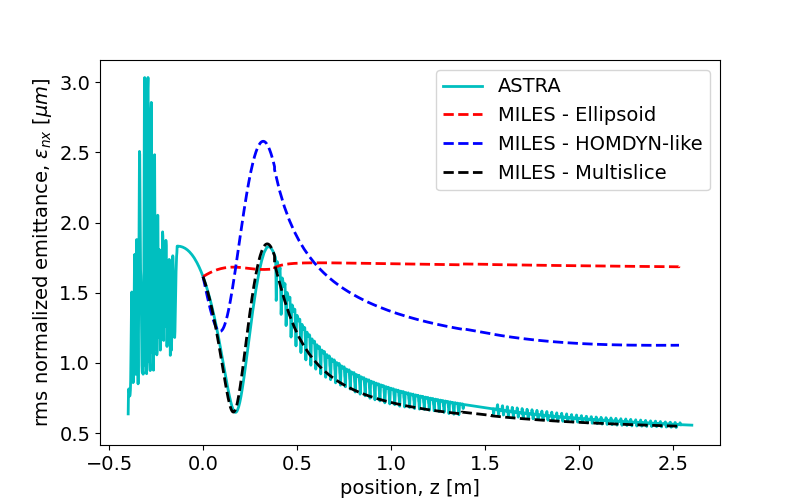 ASTRA
MILES - Ellipsoid
MILES - HOMDYN-like
MILES - Multislice
rms normalized emittance, εₙₓ [μm]
3.0
2.5
2.0
1.5
1.0
0.5
−0.5 0.0 0.5 1.0 1.5 2.0 2.5
position, z [m]